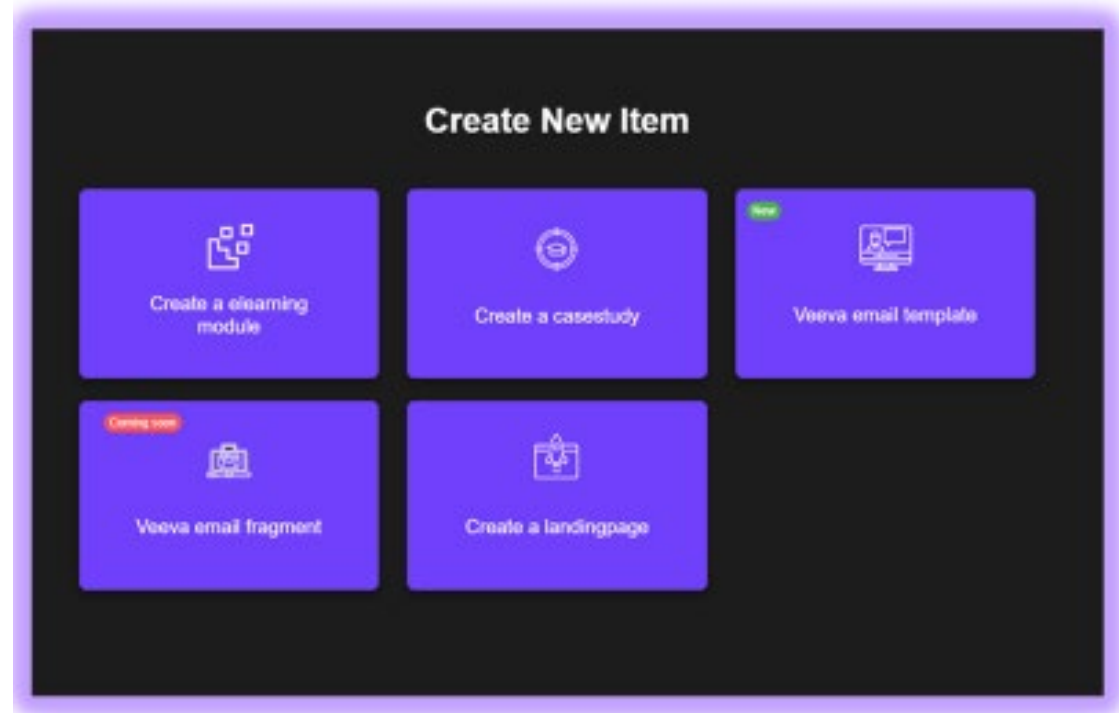 Create New Item
Create a elearning
module
Create a casestudy
New
Veeva email template
Coming soon
Veeva email fragment
Create a landingpage